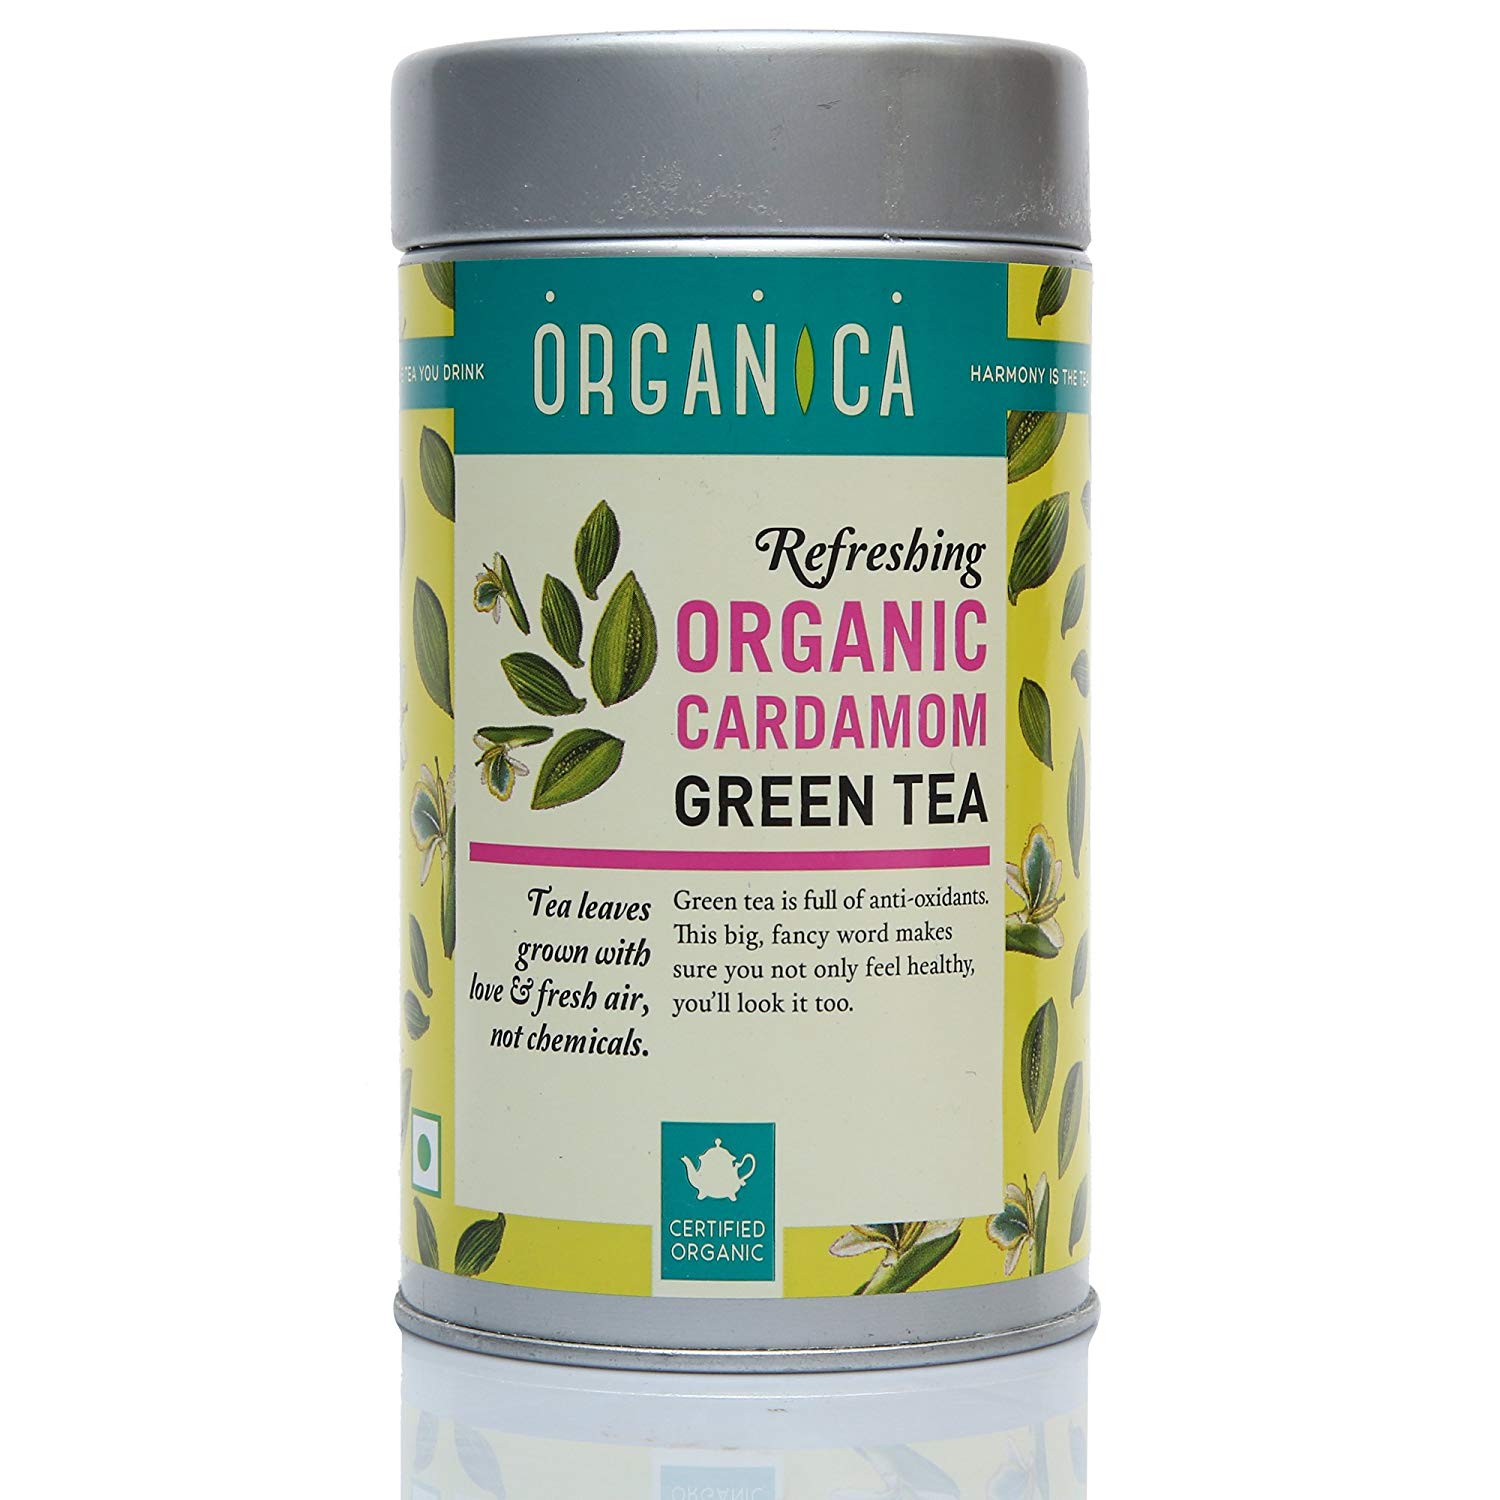 ORGANICA
TEA YOU DRINK
HARMONY IS THE TEA
Refreshing
ORGANIC
CARDAMOM
GREEN TEA
Tea leaves
grown with
love & fresh air,
not chemicals.
Green tea is full of anti-oxidants.
This big, fancy word makes
sure you not only feel healthy,
you'll look it too.
CERTIFIED
ORGANIC